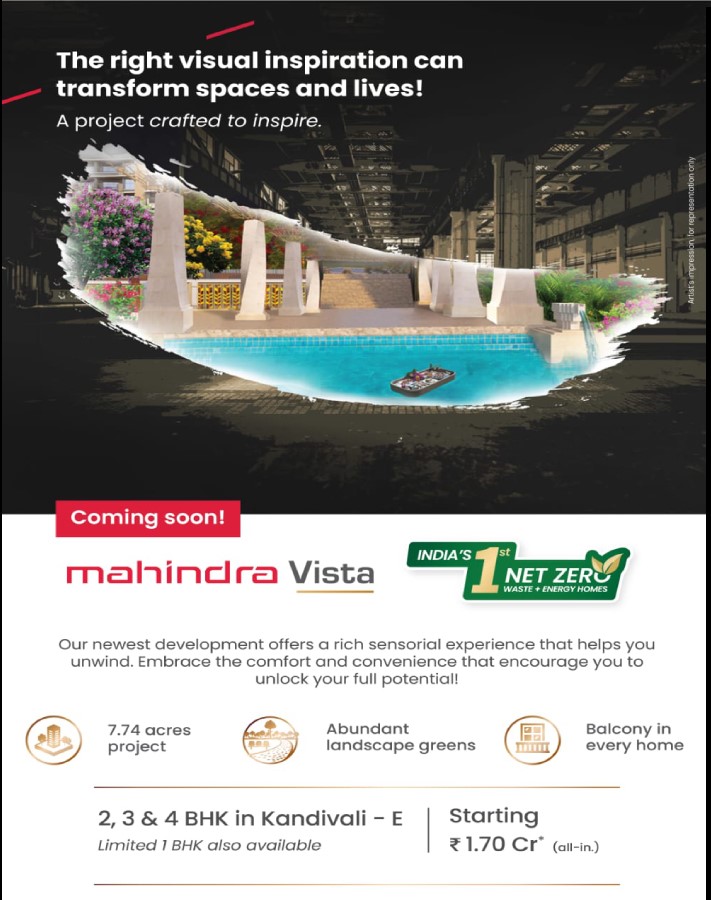 The right visual inspiration can
transform spaces and lives!
A project crafted to inspire.
Artist's impression, for representation only
Coming soon!
mahindra Vista
INDIA'S 1st
NET ZERO
WASTE + ENERGY HOMES
Our newest development offers a rich sensorial experience that helps you
unwind. Embrace the comfort and convenience that encourage you to
unlock your full potential!
7.74 acres
project
Abundant
landscape greens
Balcony in
every home
2, 3 & 4 BHK in Kandivali - E
Limited 1 BHK also available
Starting
₹ 1.70 Cr* (all-in.)